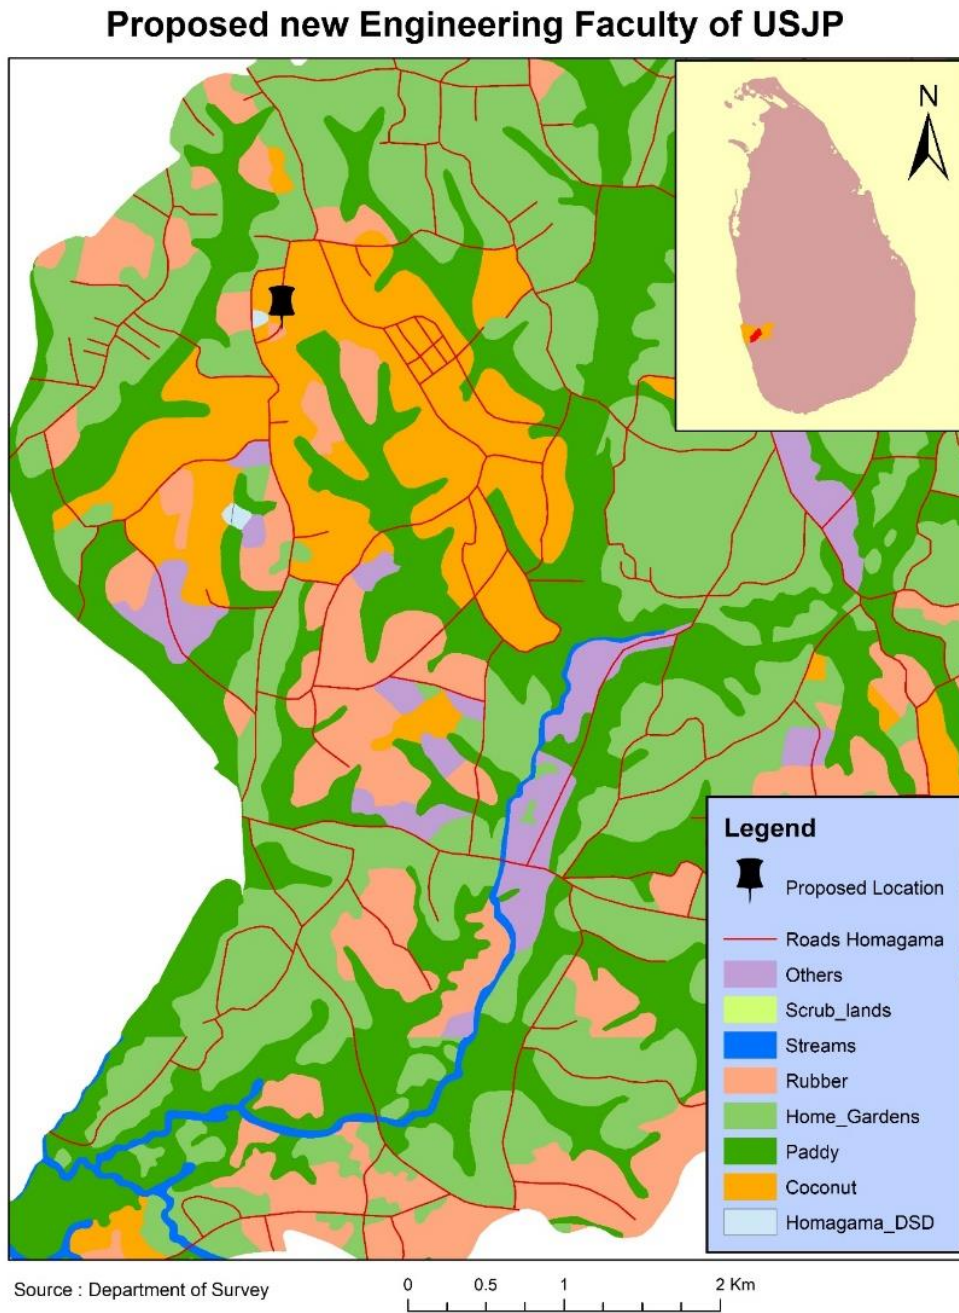 Proposed new Engineering Faculty of USJP
N
Legend
Proposed Location
Roads Homagama
Others
Scrub_lands
Streams
Rubber
Home_Gardens
Paddy
Coconut
Homagama_DSD
Source : Department of Survey
0 0.5 1 2 Km